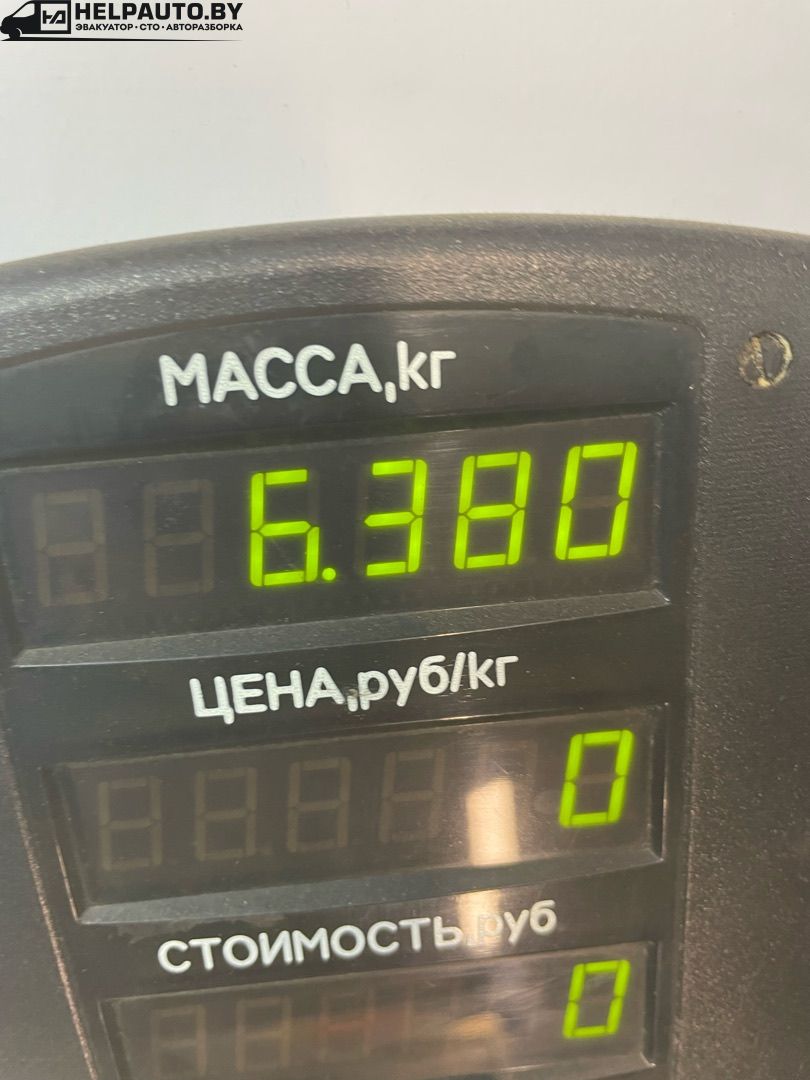 HELPAUTO.BY
ЭВАКУАТОР•СТО•АВТОРАЗБОРКА
МАССА,кг
6.380
ЦЕНА,руб/кг
0
СТОИМОСТЬ,руб
0